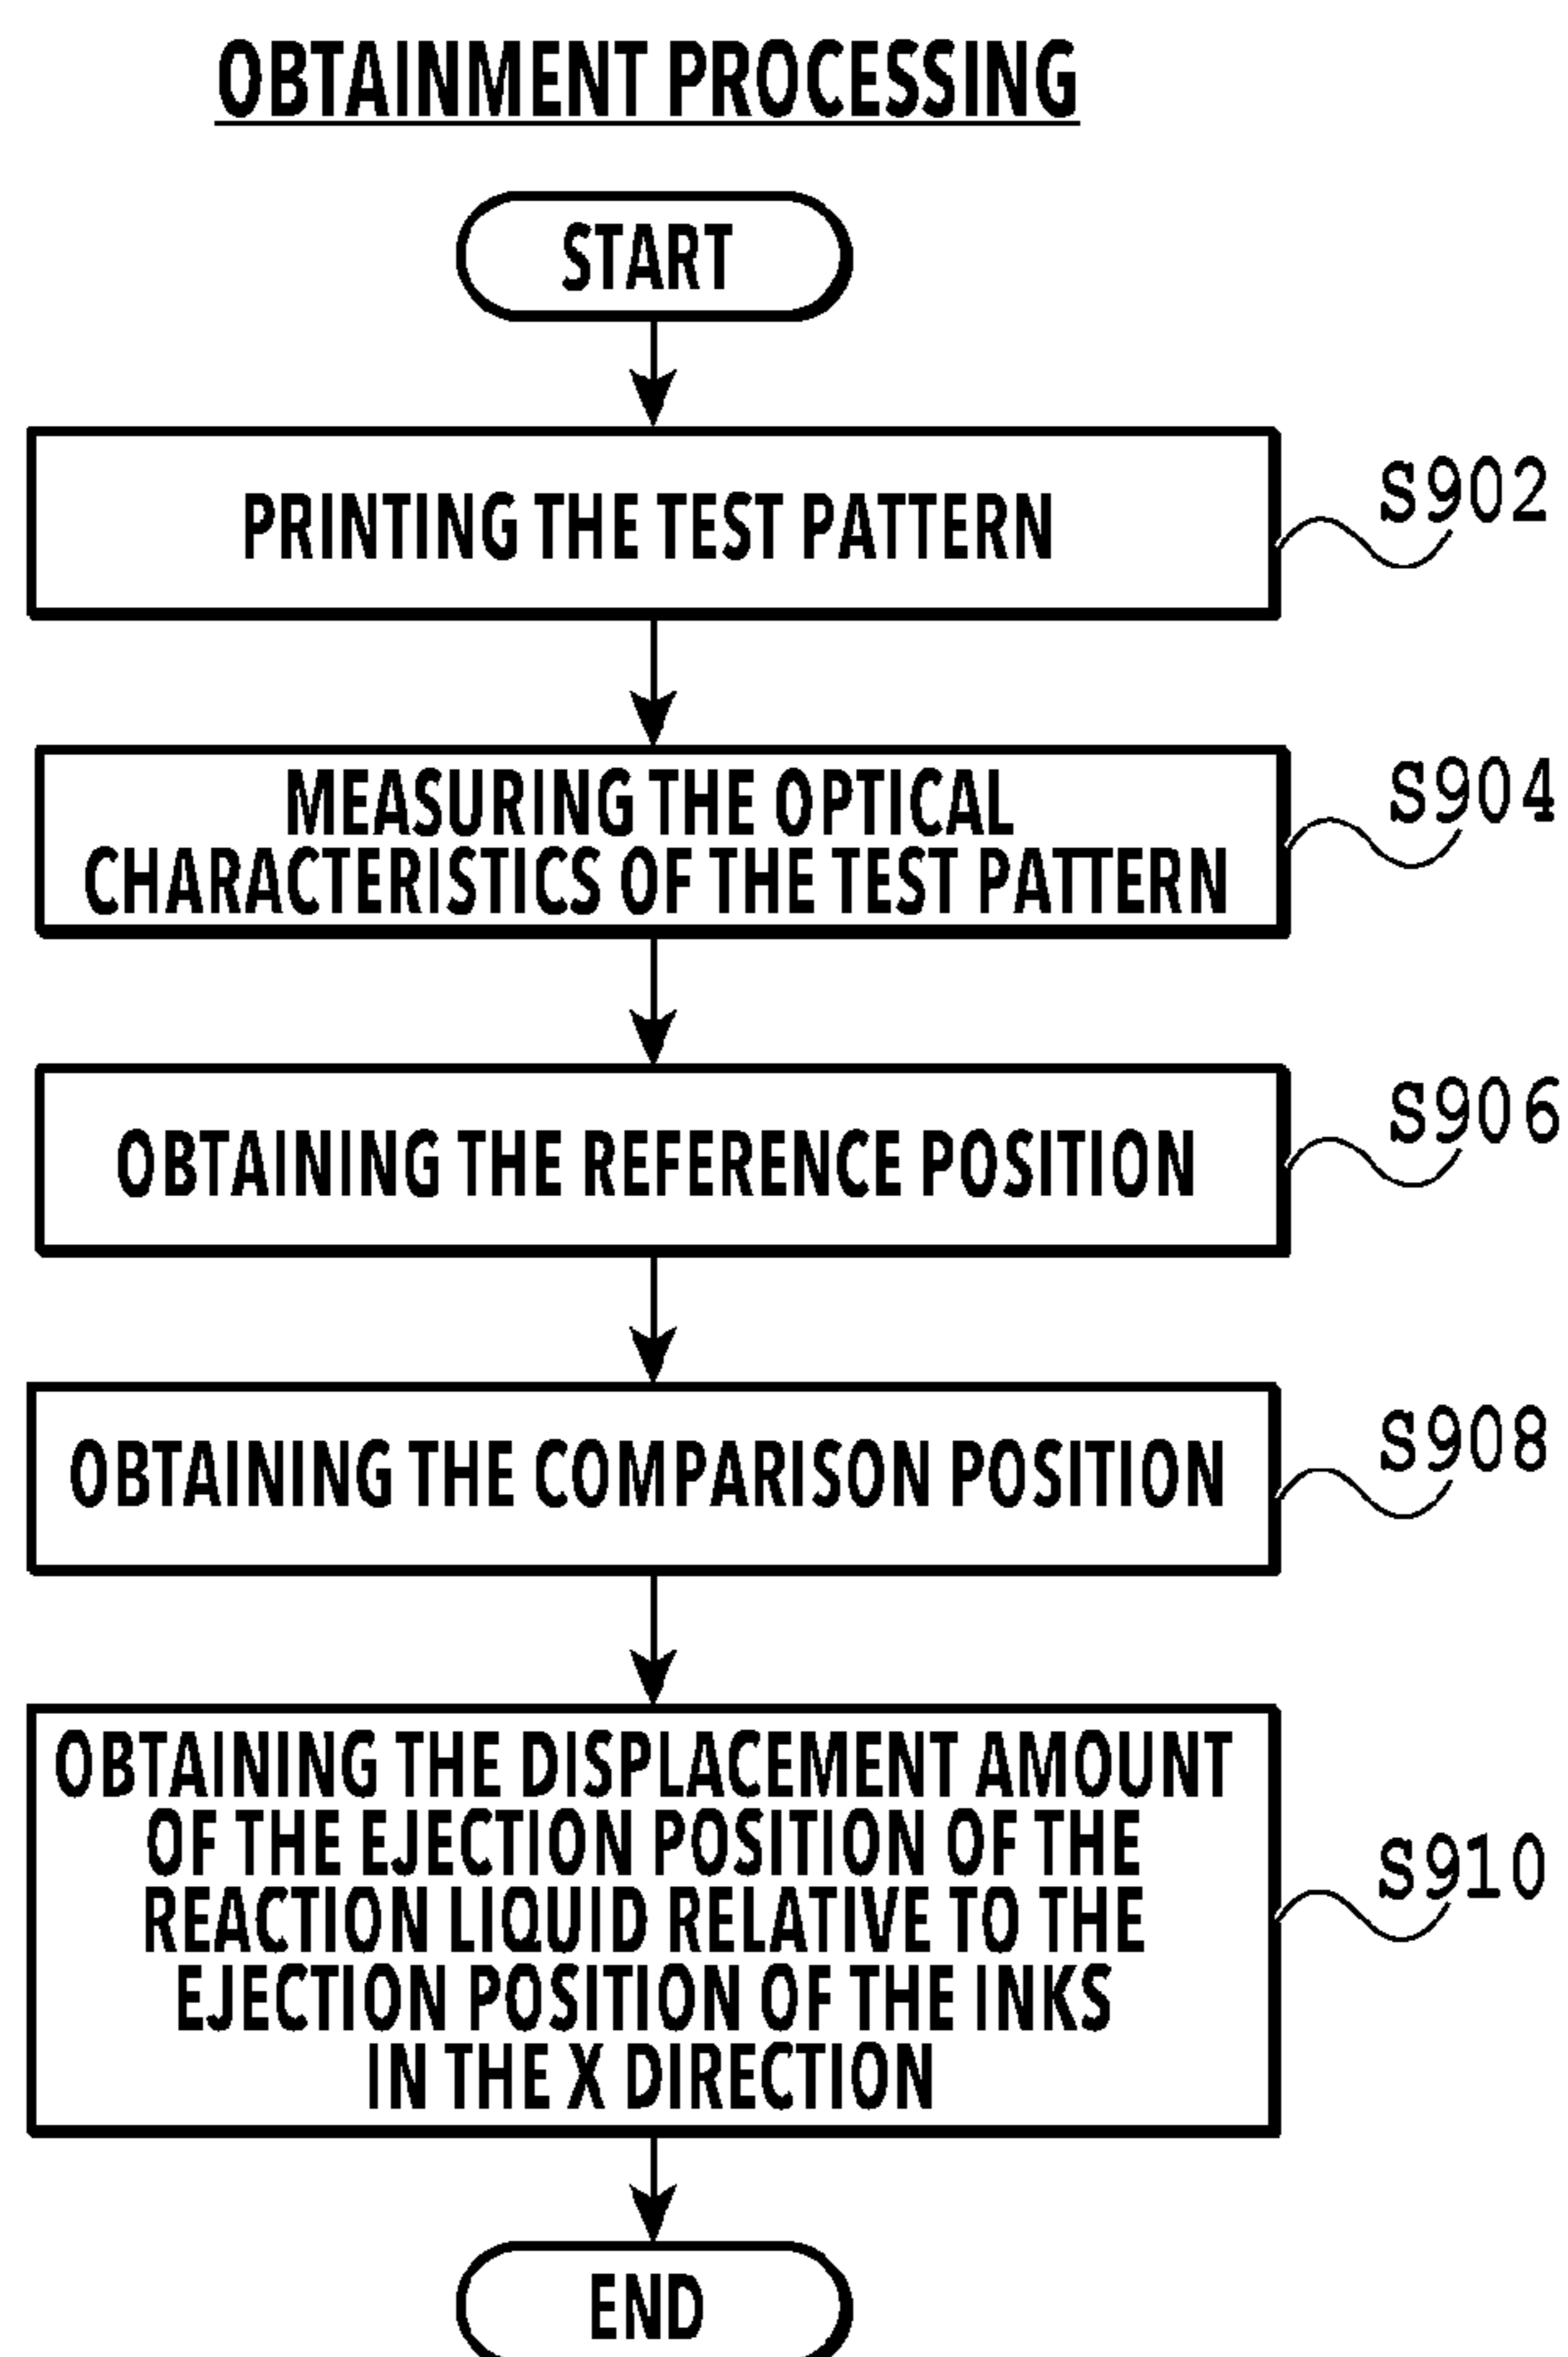 OBTAINMENT PROCESSING
START
PRINTING THE TEST PATTERN
S902
MEASURING THE OPTICAL
CHARACTERISTICS OF THE TEST PATTERN
S904
OBTAINING THE REFERENCE POSITION
S906
OBTAINING THE COMPARISON POSITION
S908
OBTAINING THE DISPLACEMENT AMOUNT
OF THE EJECTION POSITION OF THE
REACTION LIQUID RELATIVE TO THE
EJECTION POSITION OF THE INKS
IN THE X DIRECTION
S910
END